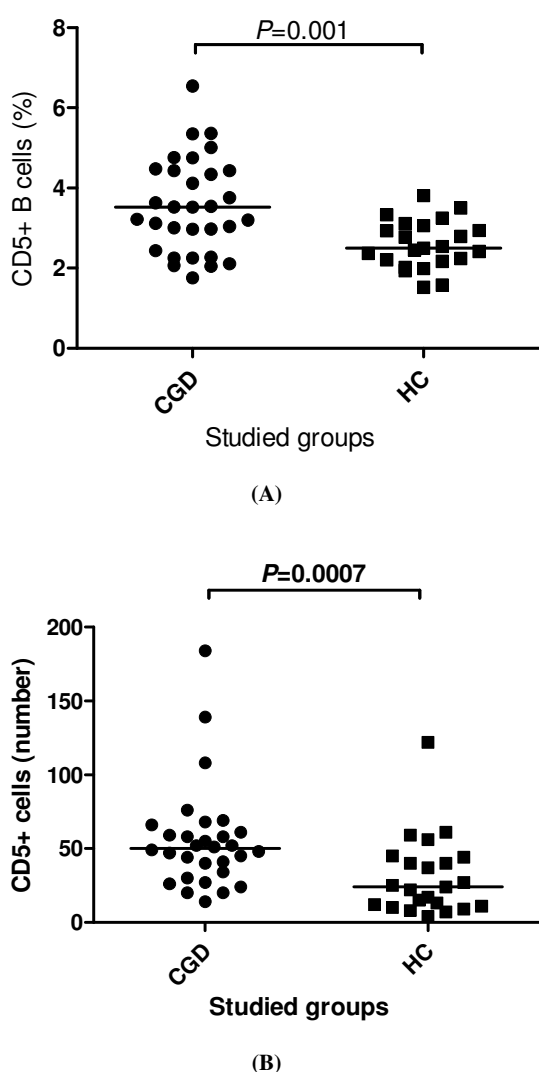 P=0.001
CD5+ B cells (%)
8
6
4
2
0
CGD
HC
Studied groups
(A)
P=0.0007
CD5+ cells (number)
200
150
100
50
0
CGD
HC
Studied groups
(B)